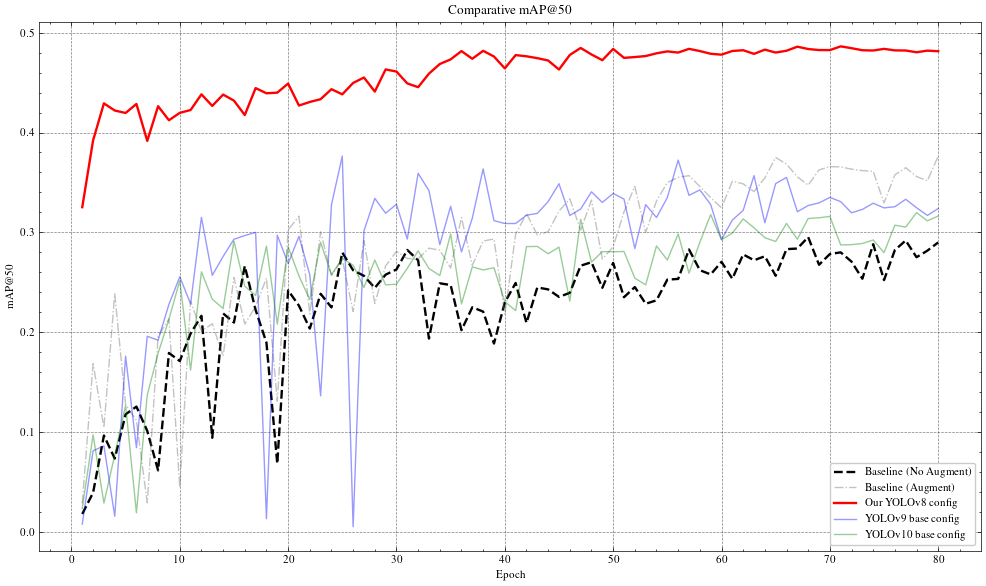 Comparative mAP@50
0.5
0.4
0.3
0.2
0.1
0.0
mAP@50
0
10
20
30
40
50
60
70
80
Epoch
Baseline (No Augment)
Baseline (Augment)
Our YOLOv8 config
YOLOv9 base config
YOLOv10 base config